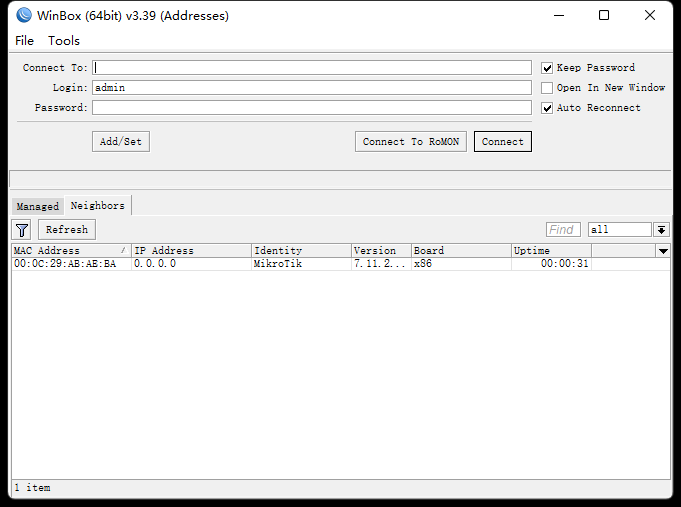 WinBox (64bit) v3.39 (Addresses)
File Tools
Connect To: Keep Password
Login: admin Open In New Window
Password: Auto Reconnect
Add/Set Connect To RoMON Connect
Managed Neighbors
Refresh Find all
MAC Address / IP Address Identity Version Board Uptime
00:0C:29:AB:AE:BA 0.0.0.0 MikroTik 7.11.2... x86 00:00:31
1 item